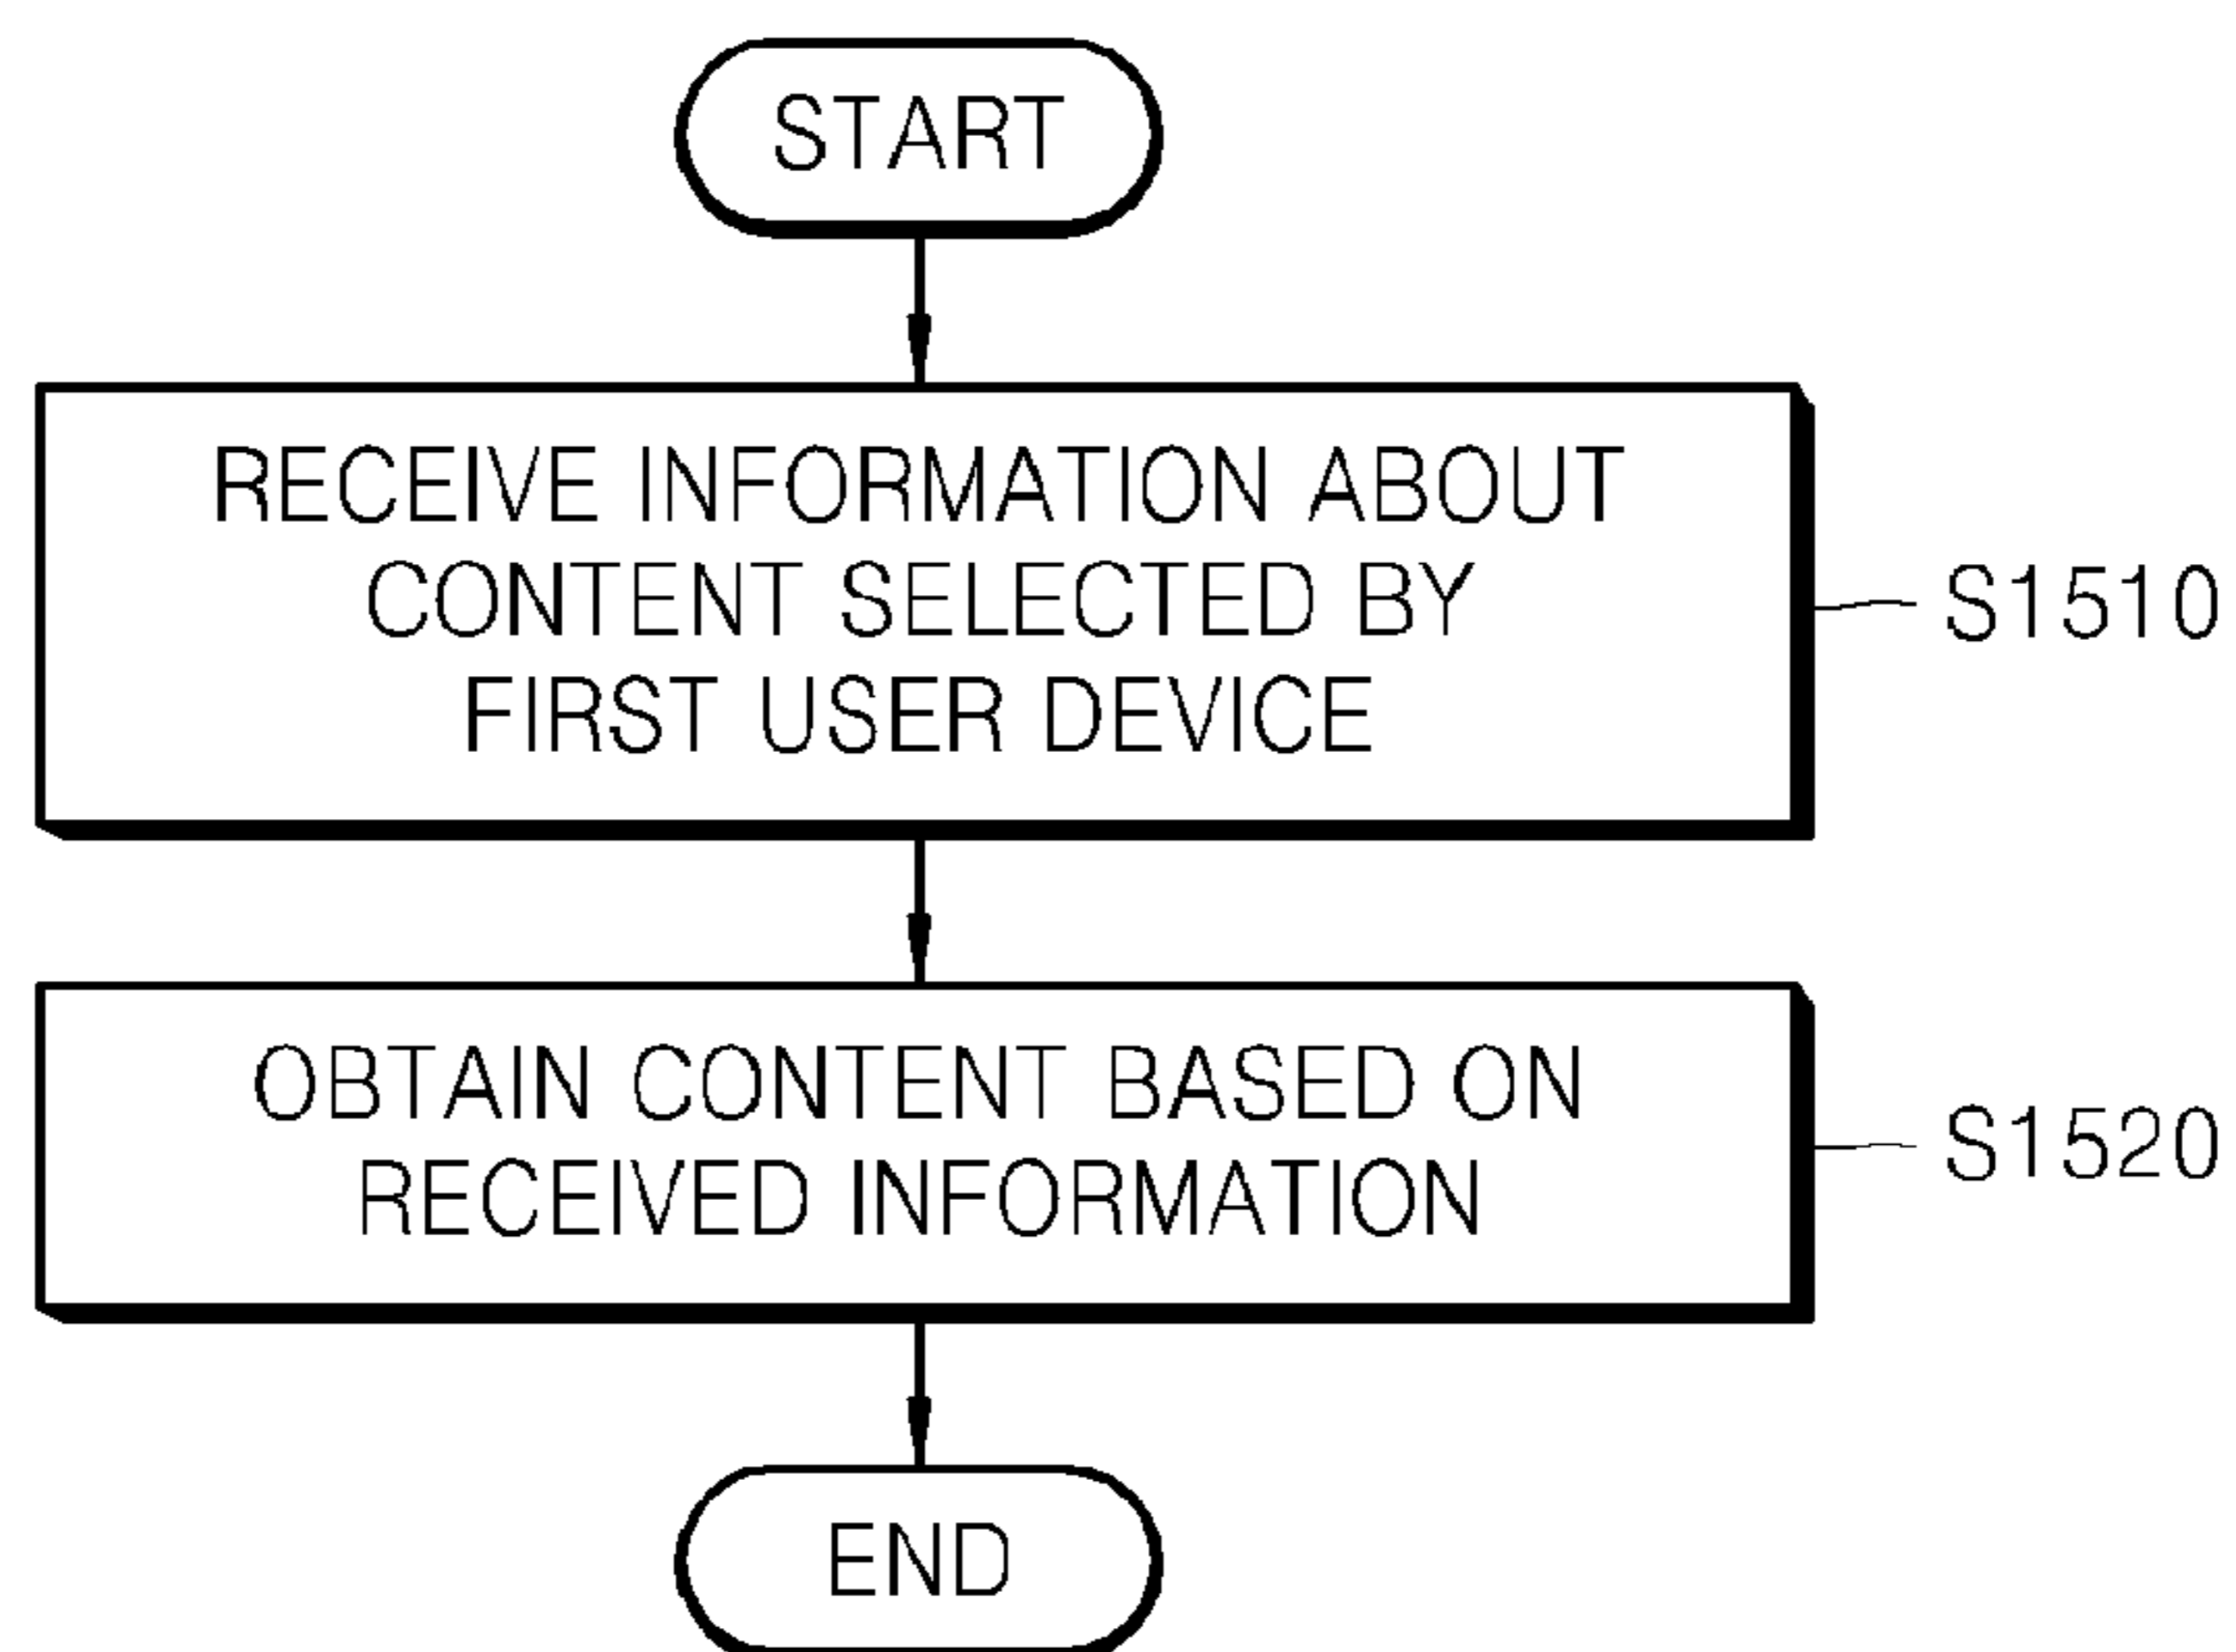 START
RECEIVE INFORMATION ABOUT
CONTENT SELECTED BY
FIRST USER DEVICE
S1510
OBTAIN CONTENT BASED ON
RECEIVED INFORMATION
S1520
END